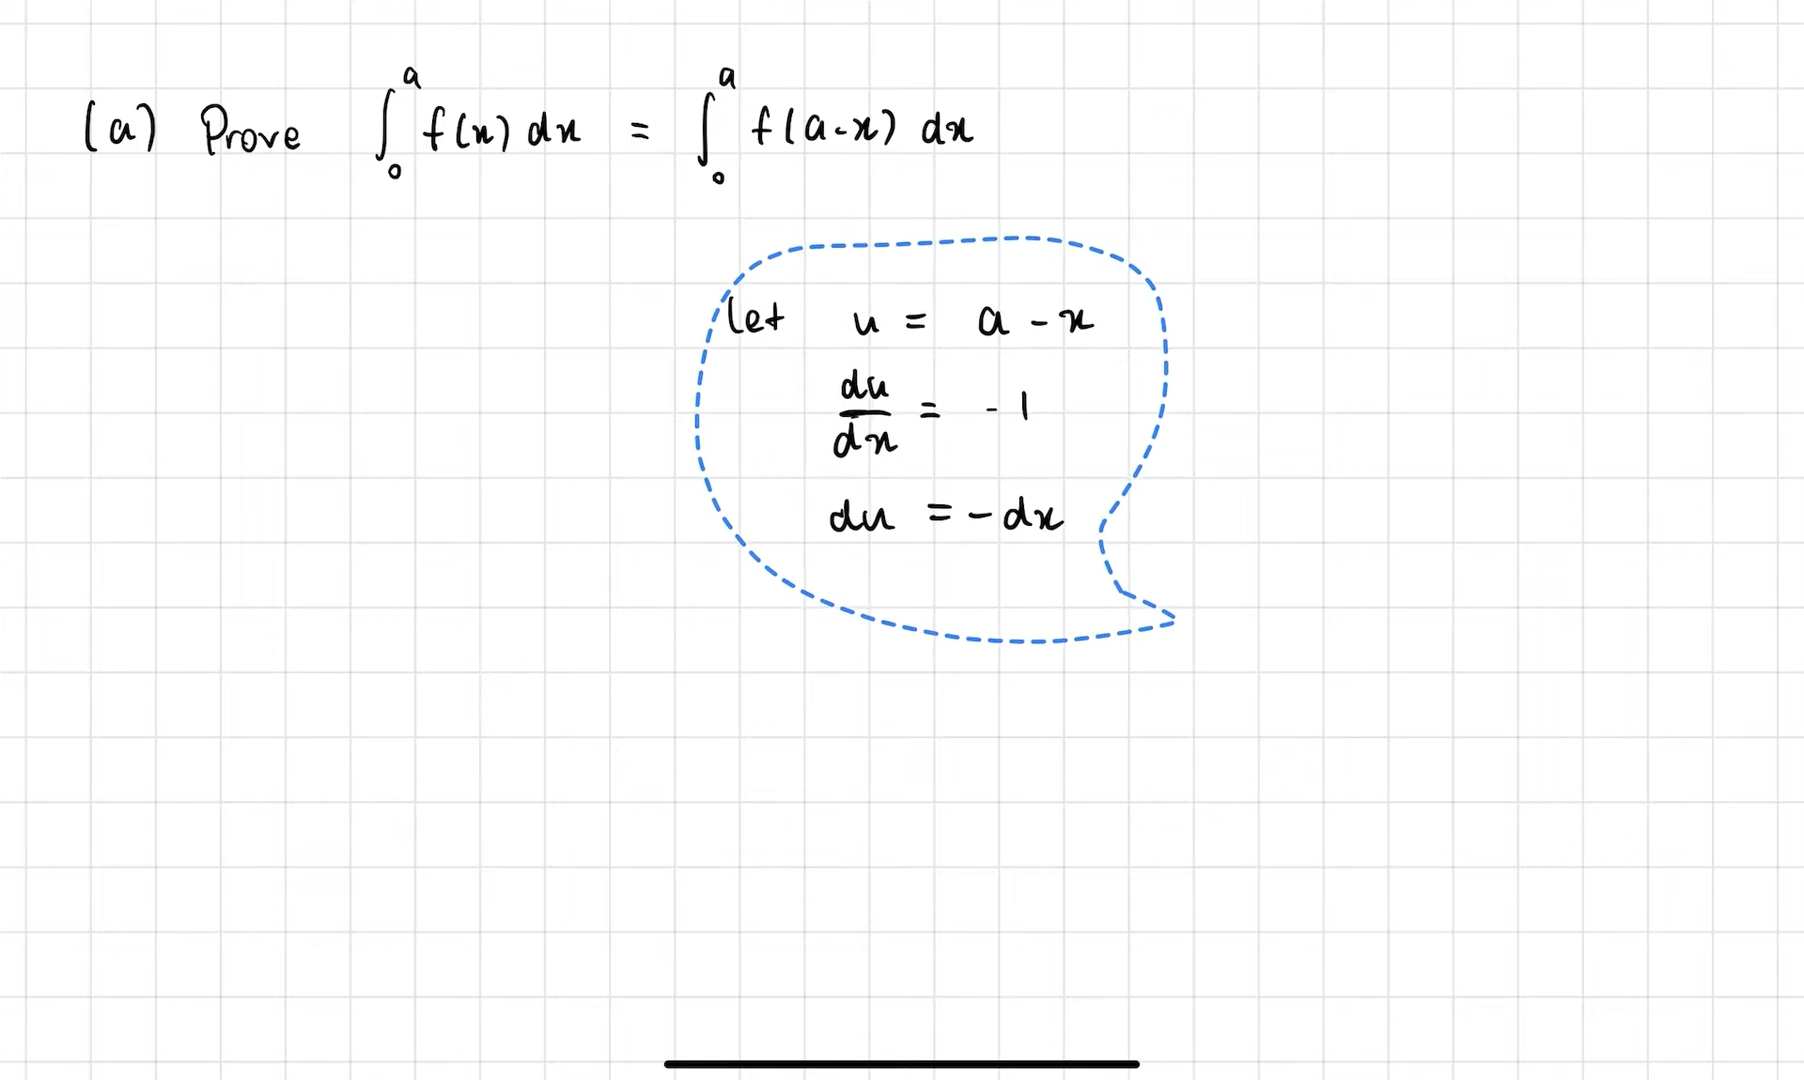 (a) Prove ∫₀ᵃ f(x) dx = ∫₀ᵃ f(a-x) dx
let u = a - x
du/dx = -1
du = -dx